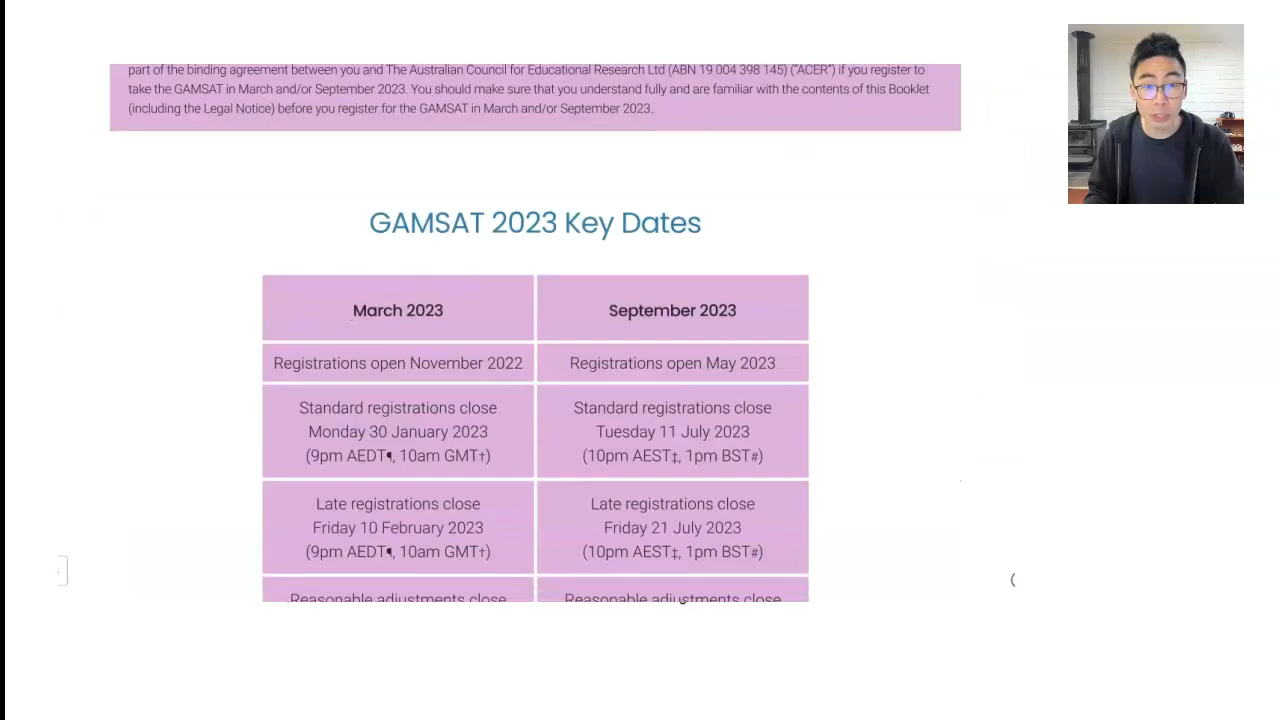 part of the binding agreement between you and The Australian Council for Educational Research Ltd (ABN 19 004 398 145) (“ACER”) if you register to
take the GAMSAT in March and/or September 2023. You should make sure that you understand fully and are familiar with the contents of this Booklet
(including the Legal Notice) before you register for the GAMSAT in March and/or September 2023.
GAMSAT 2023 Key Dates
March 2023
September 2023
Registrations open November 2022
Registrations open May 2023
Standard registrations close
Monday 30 January 2023
(9pm AEDT¶, 10am GMT†)
Standard registrations close
Tuesday 11 July 2023
(10pm AEST‡, 1pm BST#)
Late registrations close
Friday 10 February 2023
(9pm AEDT¶, 10am GMT†)
Late registrations close
Friday 21 July 2023
(10pm AEST‡, 1pm BST#)
Reasonable adjustments close
Reasonable adjustments close